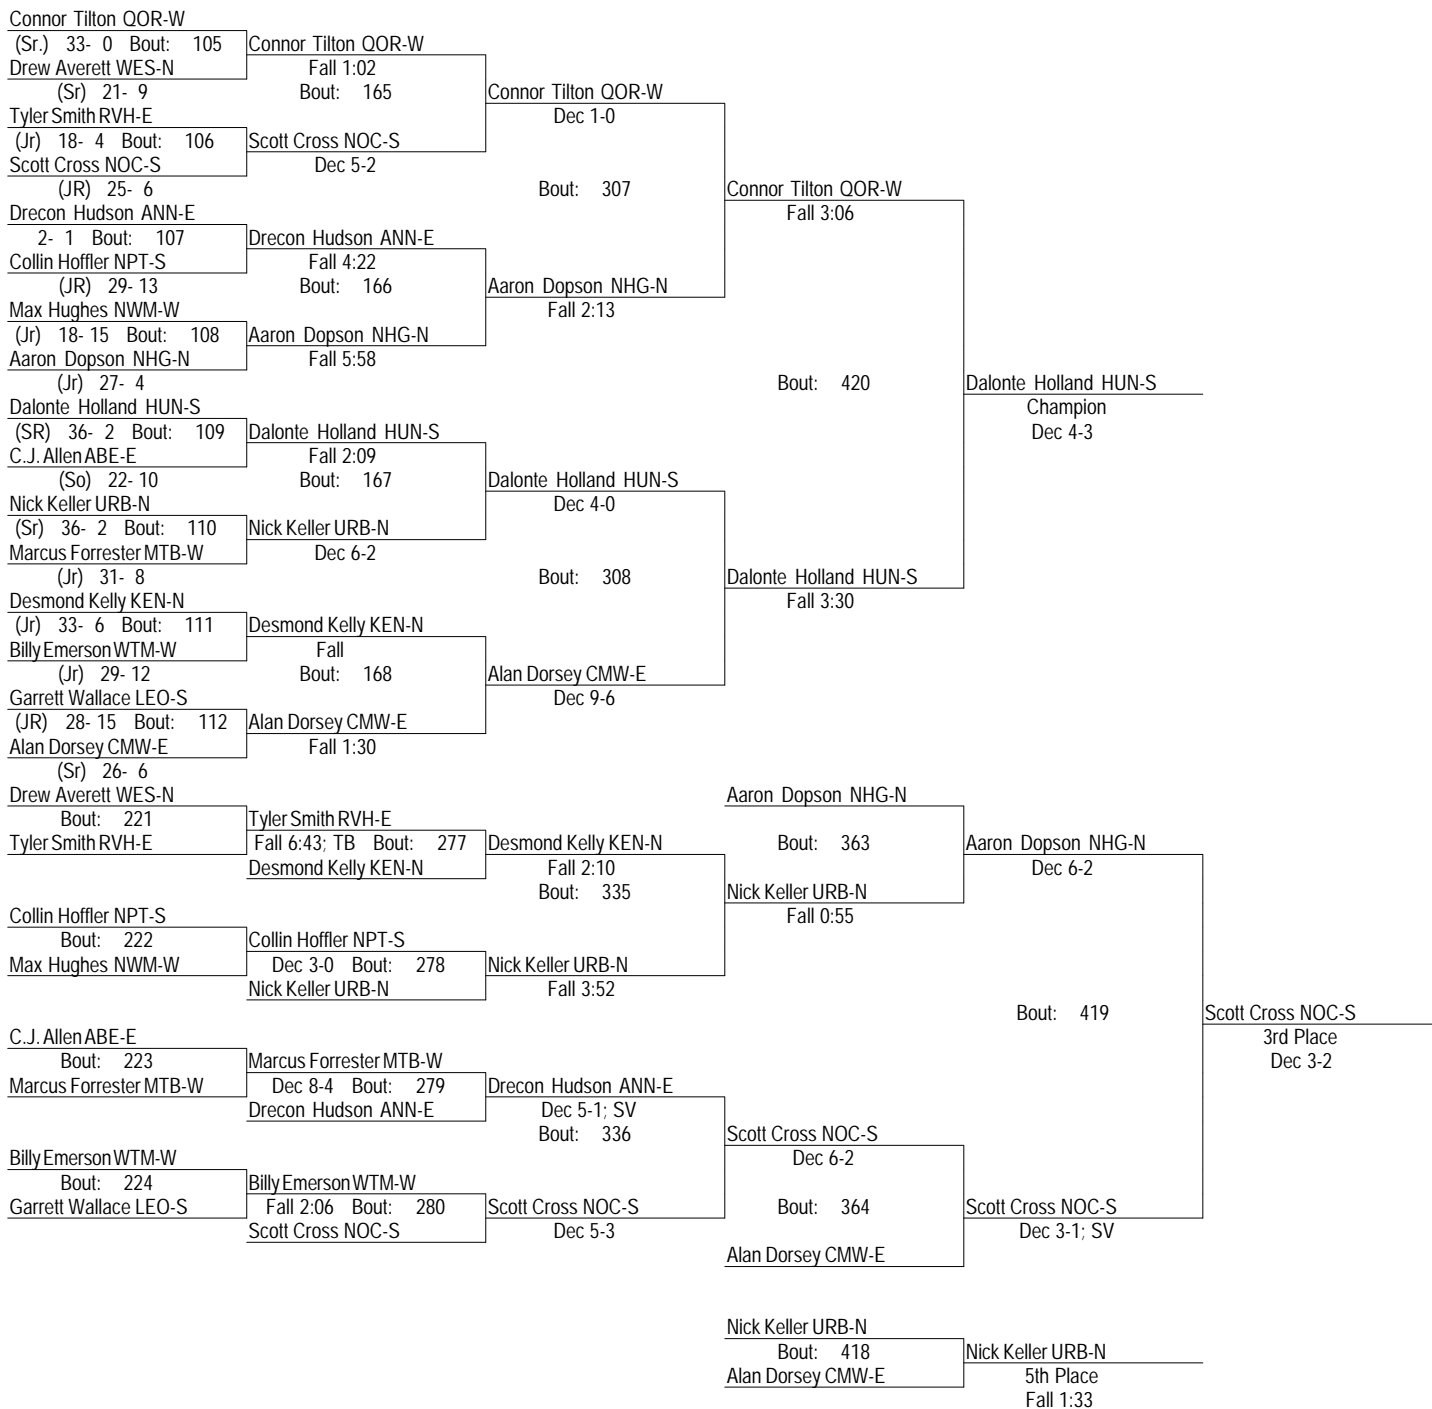 Connor Tilton QOR-W
(Sr.) 33- 0 Bout: 105
Drew Averett WES-N
(Sr) 21- 9
Tyler Smith RVH-E
(Jr) 18- 4 Bout: 106
Scott Cross NOC-S
(JR) 25- 6
Drecon Hudson ANN-E
2- 1 Bout: 107
Collin Hoffler NPT-S
(JR) 29- 13
Max Hughes NWM-W
(Jr) 18- 15 Bout: 108
Aaron Dopson NHG-N
(Jr) 27- 4
Dalonte Holland HUN-S
(SR) 36- 2 Bout: 109
C.J. Allen ABE-E
(So) 22- 10
Nick Keller URB-N
(Sr) 36- 2 Bout: 110
Marcus Forrester MTB-W
(Jr) 31- 8
Desmond Kelly KEN-N
(Jr) 33- 6 Bout: 111
Billy Emerson WTM-W
(Jr) 29- 12
Garrett Wallace LEO-S
(JR) 28- 15 Bout: 112
Alan Dorsey CMW-E
(Sr) 26- 6
Connor Tilton QOR-W
Fall 1:02
Bout: 165
Scott Cross NOC-S
Dec 5-2
Drecon Hudson ANN-E
Fall 4:22
Bout: 166
Aaron Dopson NHG-N
Fall 5:58
Dalonte Holland HUN-S
Fall 2:09
Bout: 167
Nick Keller URB-N
Dec 6-2
Desmond Kelly KEN-N
Fall
Bout: 168
Alan Dorsey CMW-E
Fall 1:30
Connor Tilton QOR-W
Dec 1-0
Bout: 307
Aaron Dopson NHG-N
Fall 2:13
Dalonte Holland HUN-S
Dec 4-0
Bout: 308
Alan Dorsey CMW-E
Dec 9-6
Connor Tilton QOR-W
Fall 3:06
Bout: 420
Dalonte Holland HUN-S
Fall 3:30
Dalonte Holland HUN-S
Champion
Dec 4-3
Drew Averett WES-N
Bout: 221
Tyler Smith RVH-E
Collin Hoffler NPT-S
Bout: 222
Max Hughes NWM-W
C.J. Allen ABE-E
Bout: 223
Marcus Forrester MTB-W
Billy Emerson WTM-W
Bout: 224
Garrett Wallace LEO-S
Tyler Smith RVH-E
Fall 6:43; TB Bout: 277
Desmond Kelly KEN-N
Collin Hoffler NPT-S
Dec 3-0 Bout: 278
Nick Keller URB-N
Marcus Forrester MTB-W
Dec 8-4 Bout: 279
Drecon Hudson ANN-E
Billy Emerson WTM-W
Fall 2:06 Bout: 280
Scott Cross NOC-S
Desmond Kelly KEN-N
Fall 2:10
Bout: 335
Nick Keller URB-N
Fall 3:52
Drecon Hudson ANN-E
Dec 5-1; SV
Bout: 336
Scott Cross NOC-S
Dec 5-3
Aaron Dopson NHG-N
Bout: 363
Nick Keller URB-N
Fall 0:55
Scott Cross NOC-S
Dec 6-2
Bout: 364
Alan Dorsey CMW-E
Aaron Dopson NHG-N
Dec 6-2
Bout: 419
Scott Cross NOC-S
Dec 3-1; SV
Scott Cross NOC-S
3rd Place
Dec 3-2
Nick Keller URB-N
Bout: 418
Alan Dorsey CMW-E
Nick Keller URB-N
5th Place
Fall 1:33